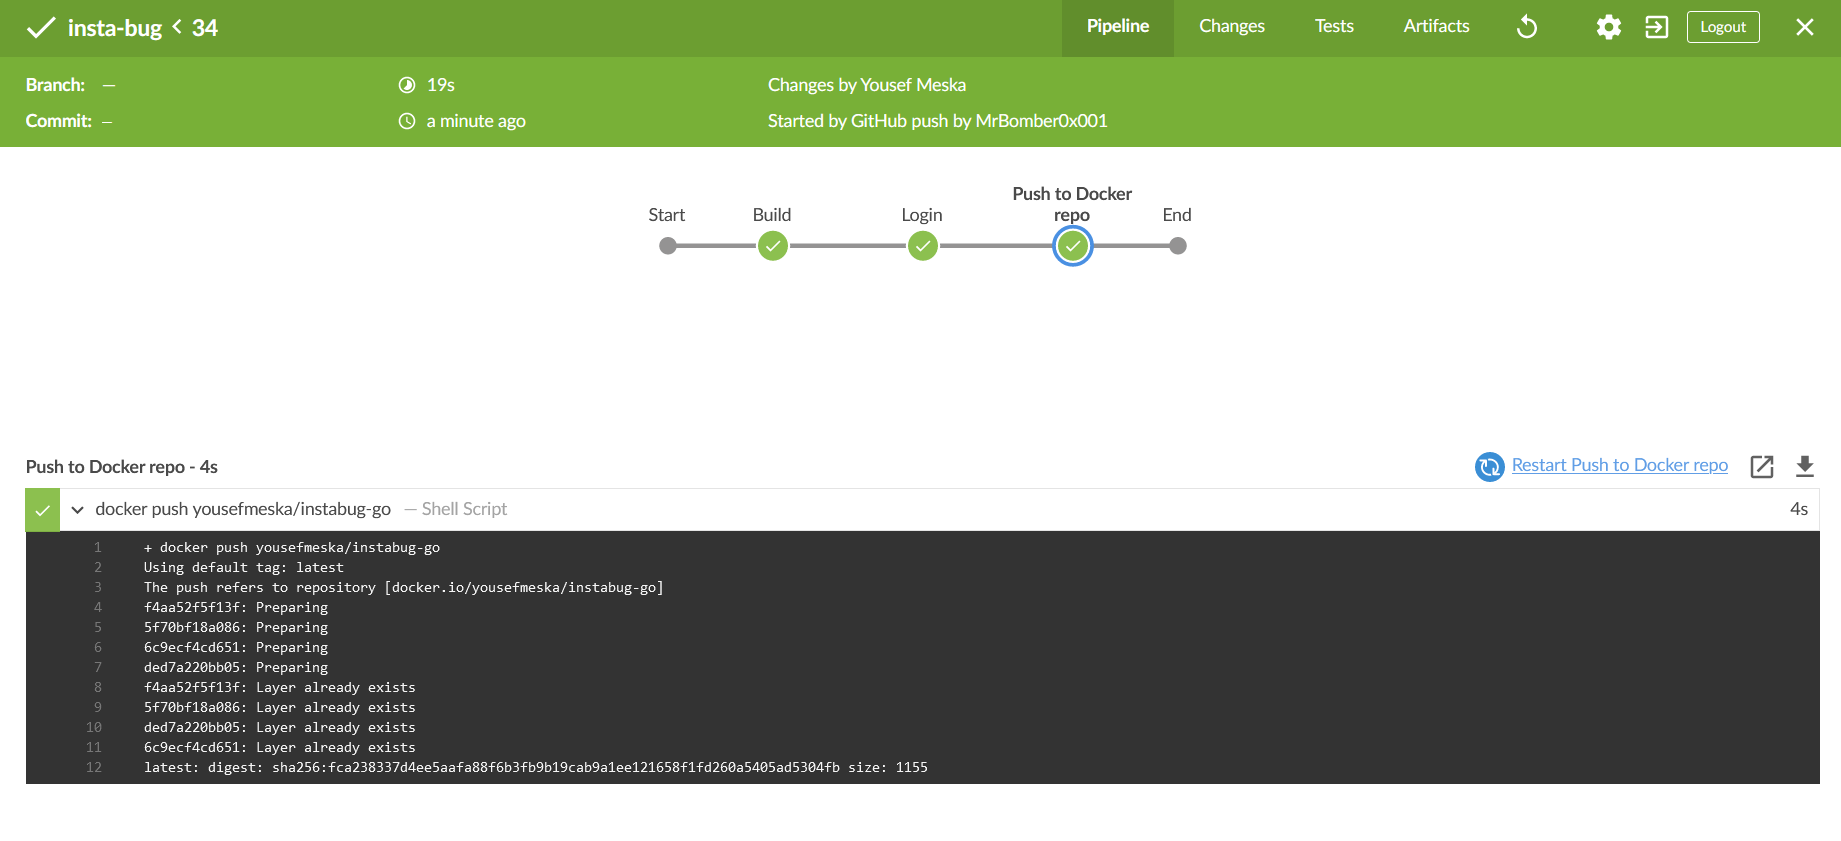 insta-bug < 34
Pipeline Changes Tests Artifacts Logout
Branch: — 19s Changes by Yousef Meska
Commit: — a minute ago Started by GitHub push by MrBomber0x001
Start Build Login Push to Docker repo End
Push to Docker repo - 4s Restart Push to Docker repo
docker push yousefmeska/instabug-go — Shell Script 4s
1 + docker push yousefmeska/instabug-go
2 Using default tag: latest
3 The push refers to repository [docker.io/yousefmeska/instabug-go]
4 f4aa52f5f13f: Preparing
5 5f70bf18a086: Preparing
6 6c9ecf4cd651: Preparing
7 ded7a220bb05: Preparing
8 f4aa52f5f13f: Layer already exists
9 5f70bf18a086: Layer already exists
10 ded7a220bb05: Layer already exists
11 6c9ecf4cd651: Layer already exists
12 latest: digest: sha256:fca238337d4ee5aafa88f6b3fb9b19cab9a1ee121658f1fd260a5405ad5304fb size: 1155